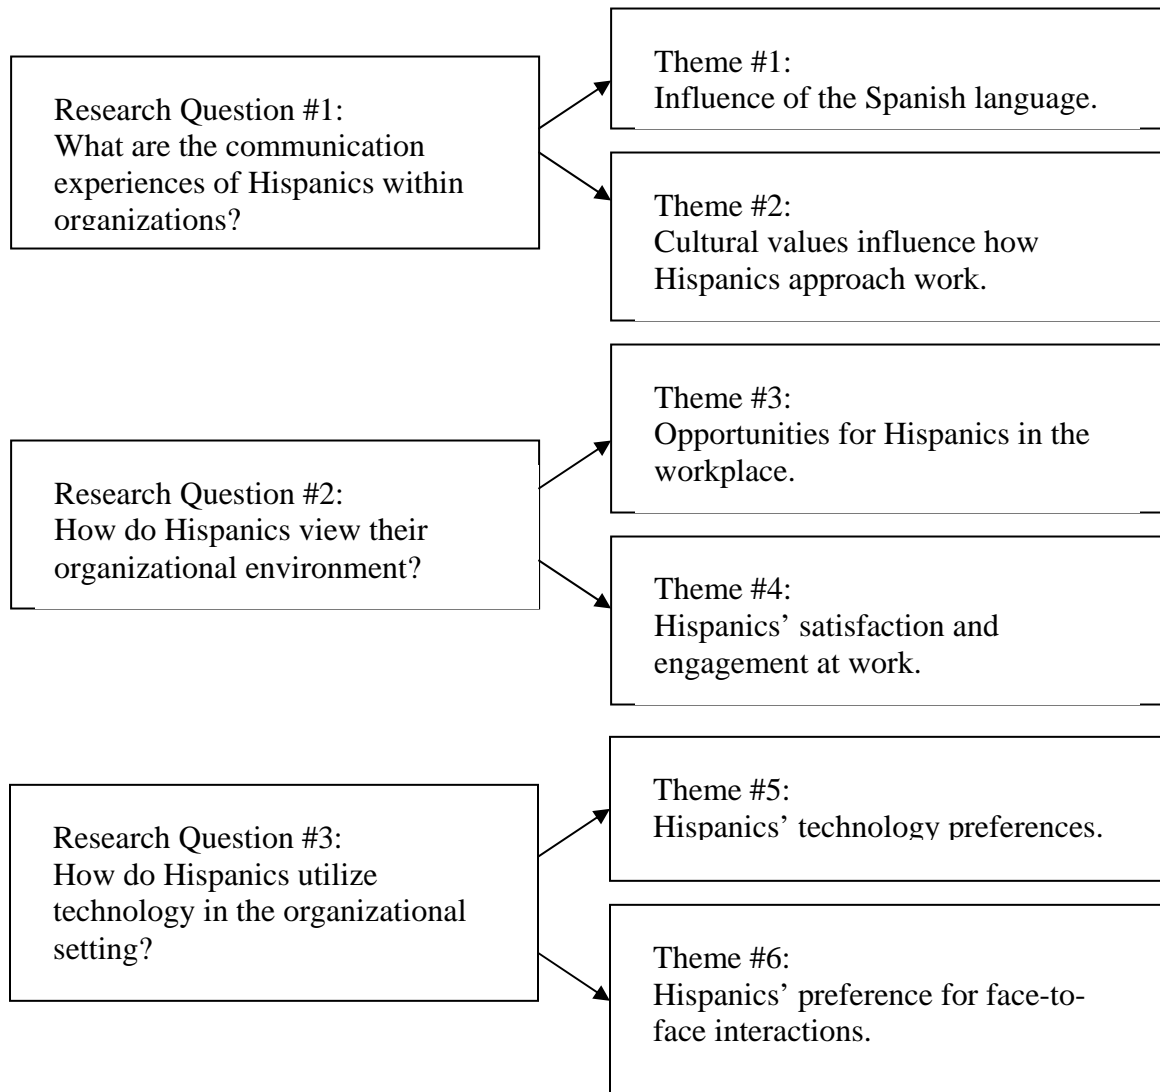 Research Question #1:
What are the communication
experiences of Hispanics within
organizations?
Theme #1:
Influence of the Spanish language.
Theme #2:
Cultural values influence how
Hispanics approach work.
Research Question #2:
How do Hispanics view their
organizational environment?
Theme #3:
Opportunities for Hispanics in the
workplace.
Theme #4:
Hispanics’ satisfaction and
engagement at work.
Research Question #3:
How do Hispanics utilize
technology in the organizational
setting?
Theme #5:
Hispanics’ technology preferences.
Theme #6:
Hispanics’ preference for face-to-
face interactions.